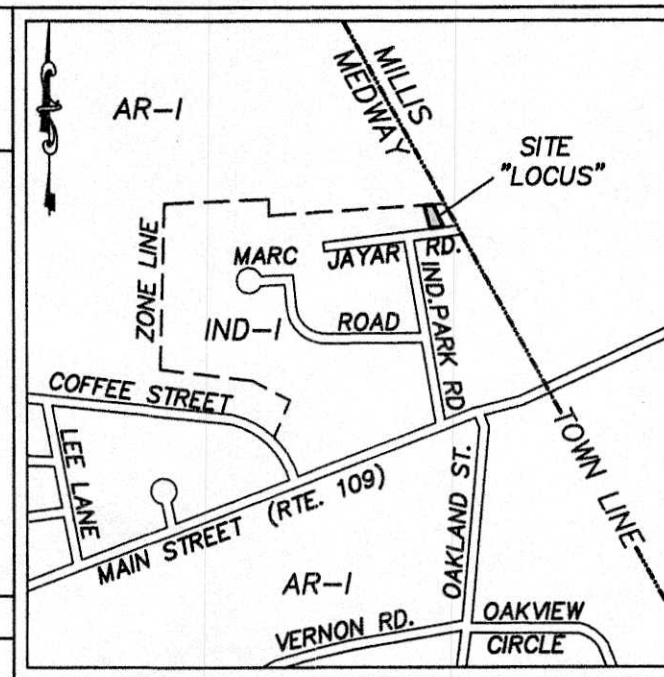 AR-I
MILLIS
MEDWAY
SITE
"LOCUS"
ZONE LINE
MARC
ROAD
JAYAR RD.
IND-I
IND.PARK RD
COFFEE STREET
LEE LANE
MAIN STREET (RTE. 109)
OAKLAND ST.
TOWN LINE
AR-I
VERNON RD.
OAKVIEW
CIRCLE